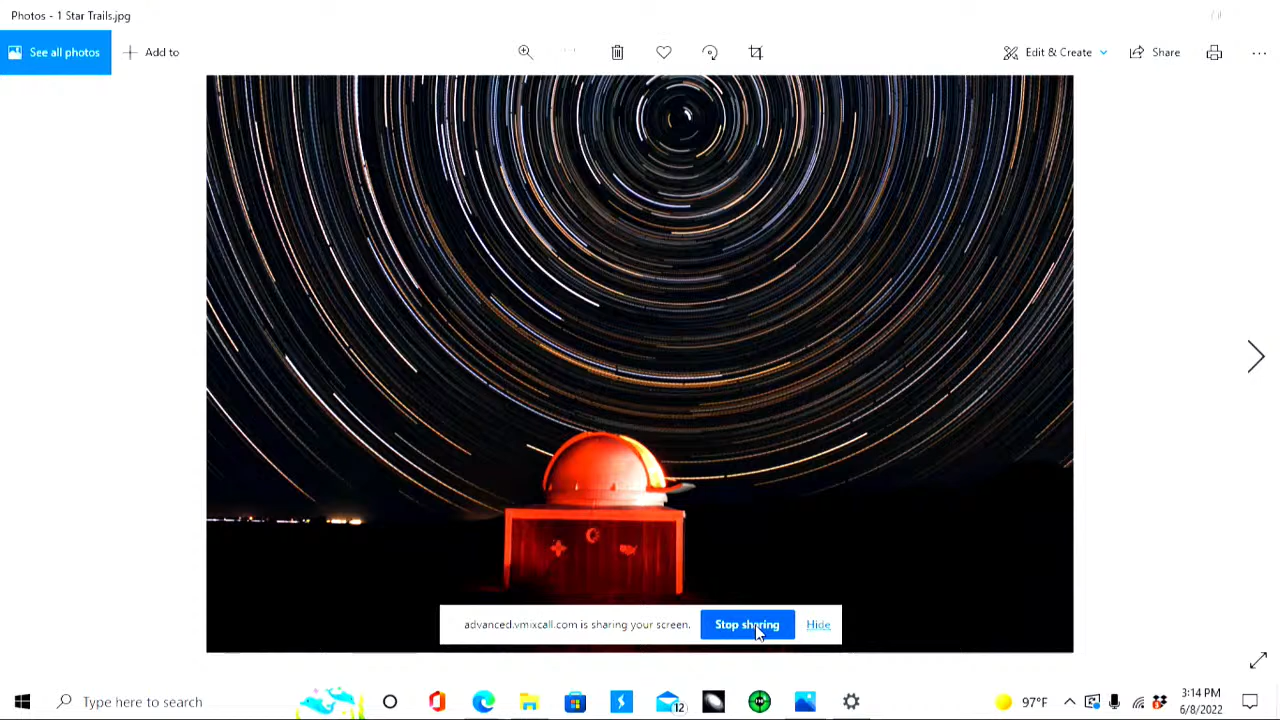 Photos - 1 Star Trails.jpg
See all photos
Add to
Edit & Create
Share
advanced.vmixcall.com is sharing your screen.
Stop sharing
Hide
Type here to search
12
97°F
3:14 PM
6/8/2022